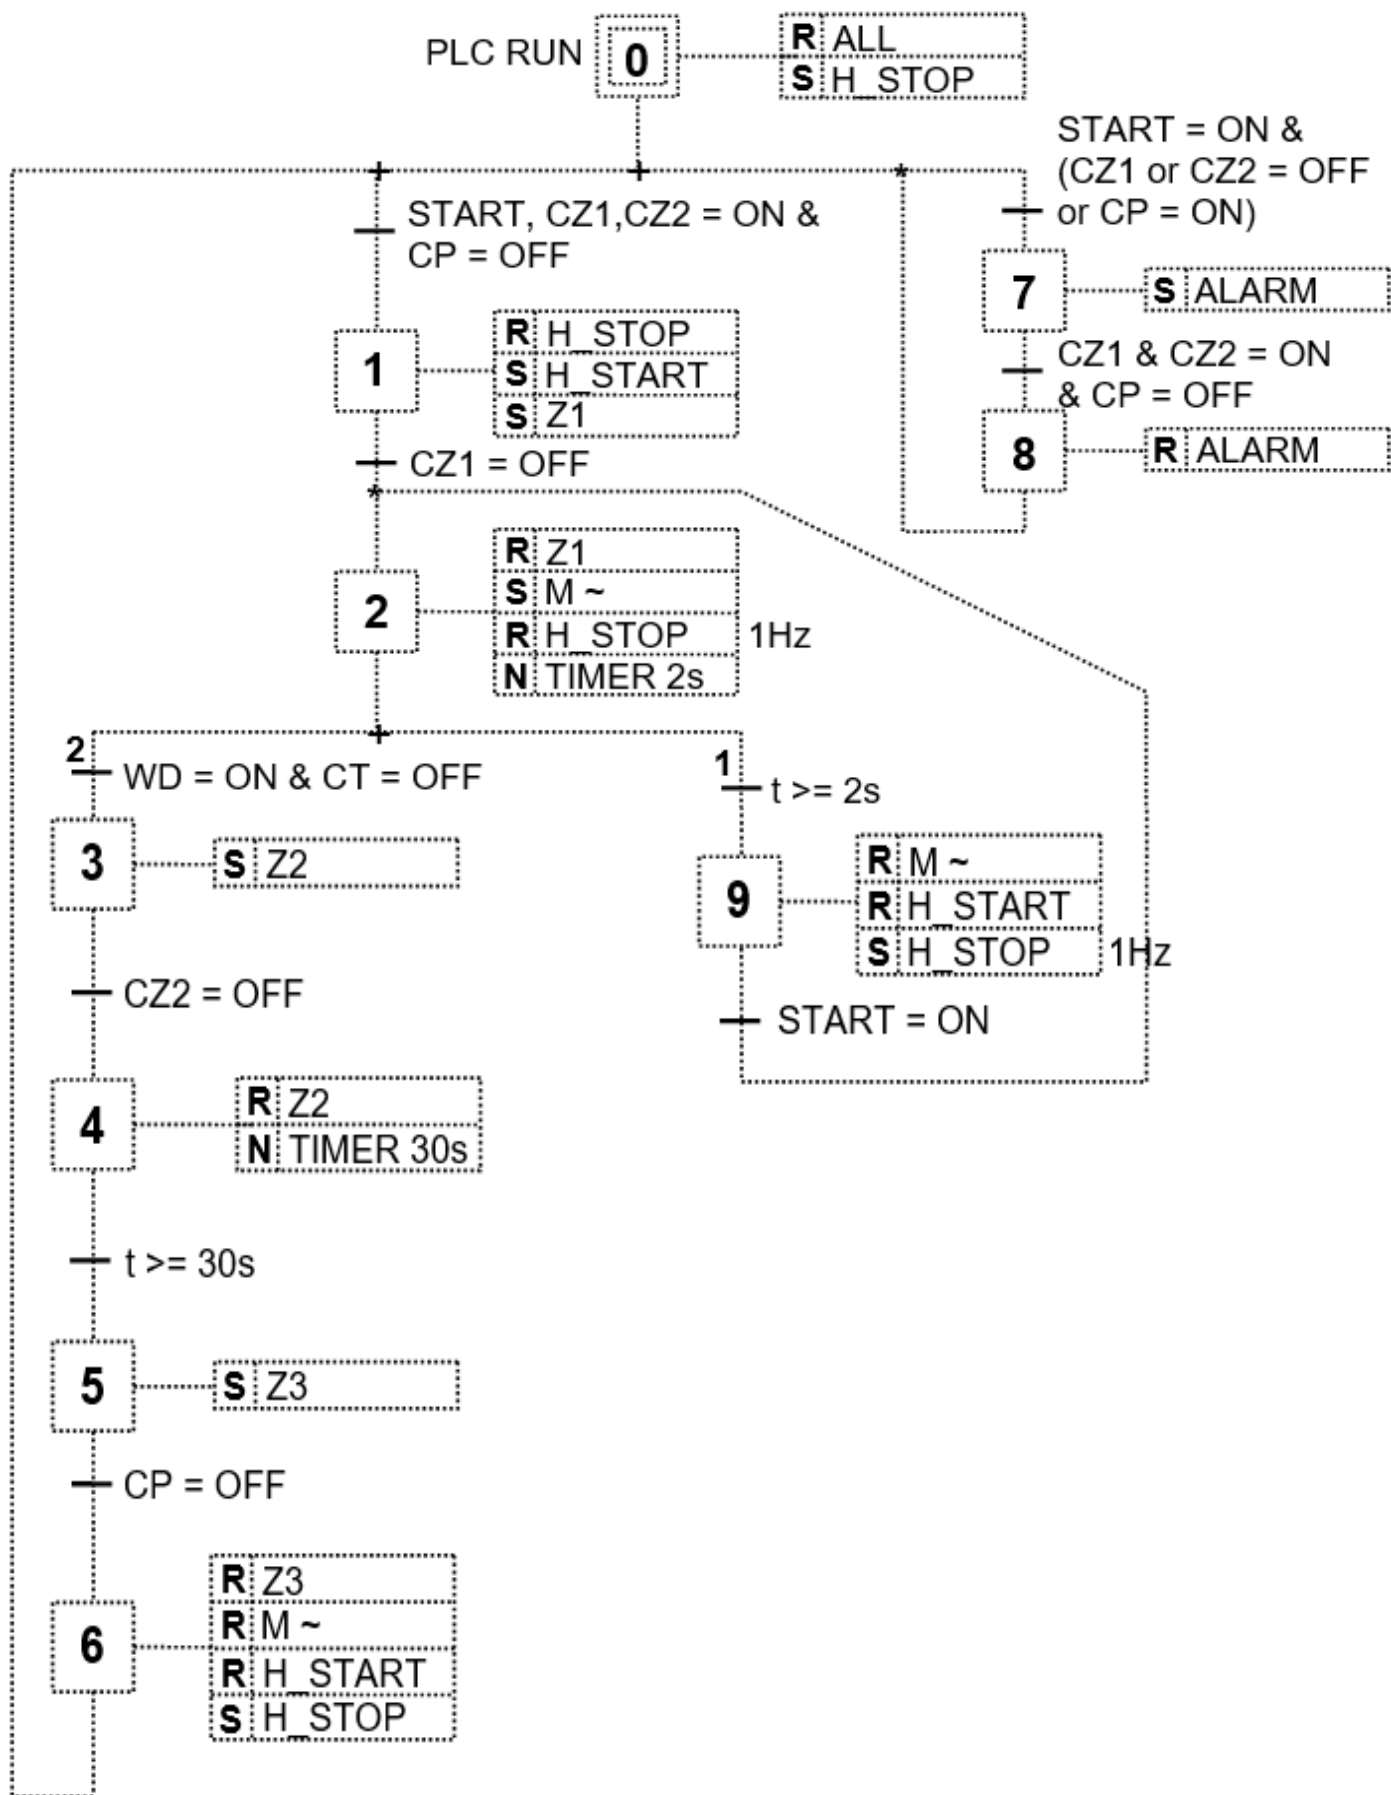 PLC RUN
0
R ALL
S H_STOP
START = ON &
(CZ1 or CZ2 = OFF
or CP = ON)
START, CZ1,CZ2 = ON &
CP = OFF
7
S ALARM
1
R H_STOP
S H_START
S Z1
CZ1 & CZ2 = ON
& CP = OFF
8
R ALARM
CZ1 = OFF
2
R Z1
S M ~
R H_STOP 1Hz
N TIMER 2s
2
WD = ON & CT = OFF
1
t >= 2s
3
S Z2
9
R M ~
R H_START
S H_STOP 1Hz
CZ2 = OFF
START = ON
4
R Z2
N TIMER 30s
t >= 30s
5
S Z3
CP = OFF
6
R Z3
R M ~
R H_START
S H_STOP